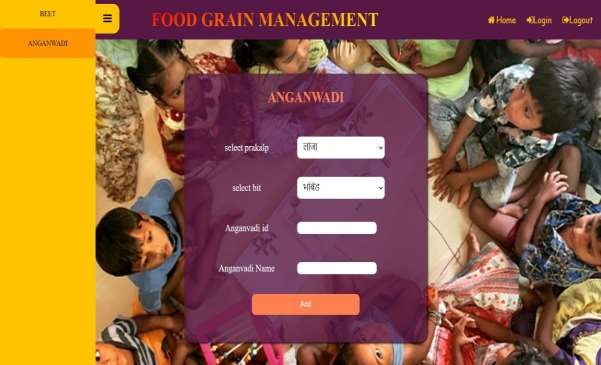 BEET
ANGANWADI
FOOD GRAIN MANAGEMENT
Home Login Logout
ANGANWADI
select prakalp लांजा
select bit भांबेड
Anganvadi id
Anganvadi Name
Add